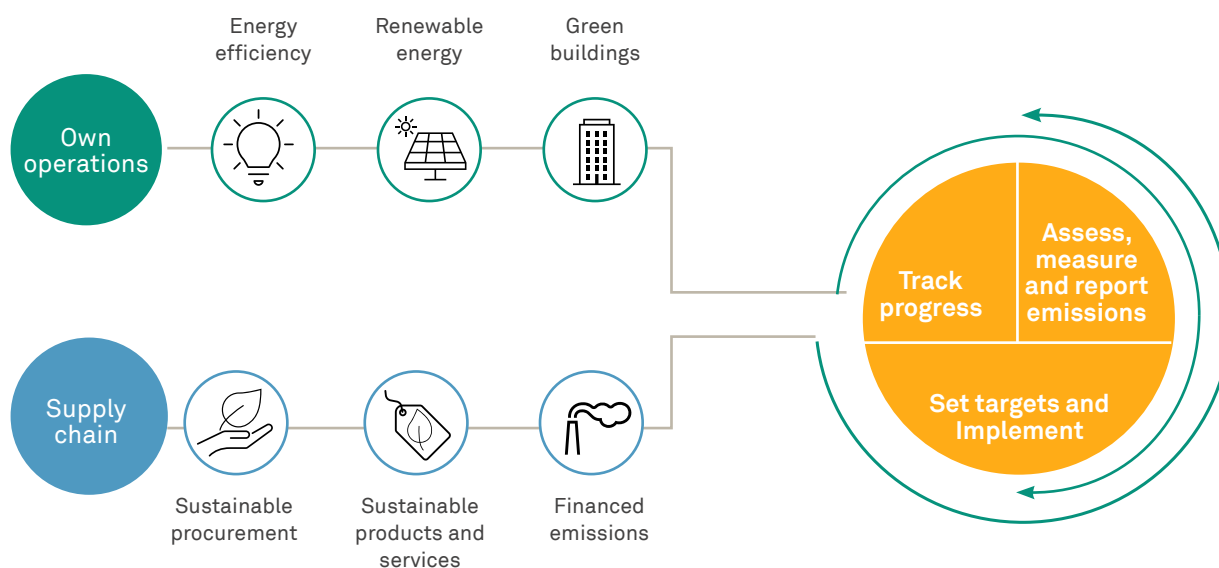 Energy
efficiency
Renewable
energy
Green
buildings
Own
operations
Track
progress
Assess,
measure
and report
emissions
Set targets and
Implement
Supply
chain
Sustainable
procurement
Sustainable
products and
services
Financed
emissions